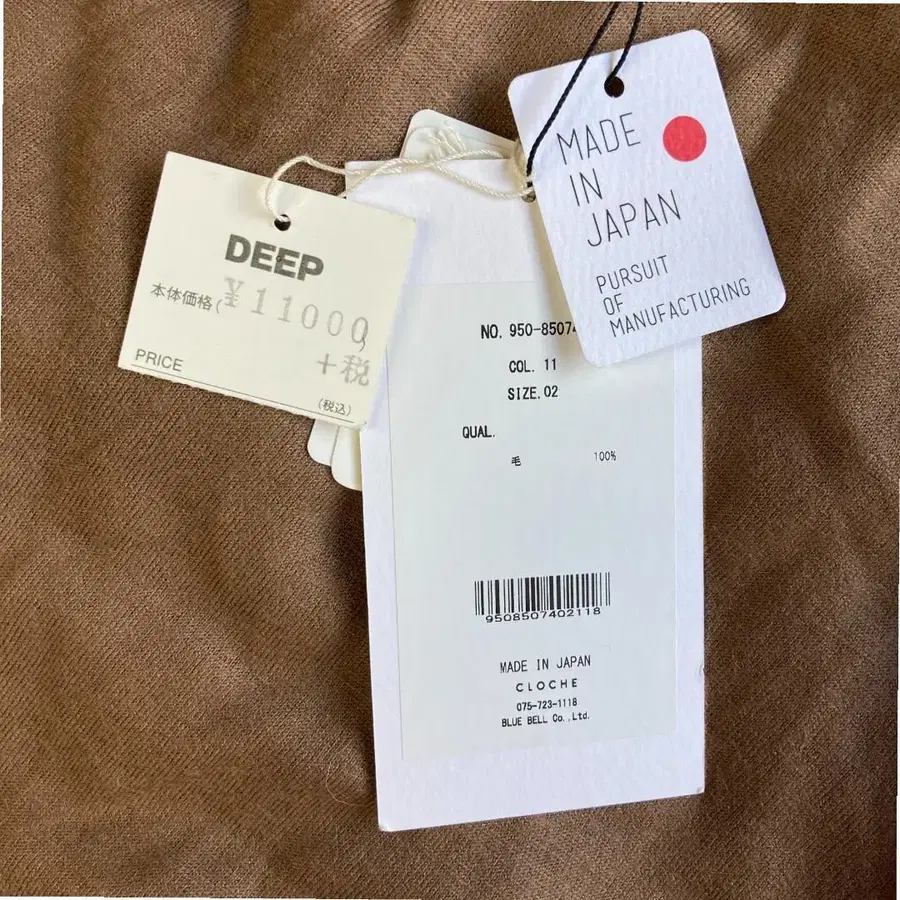 DEEP
本体価格(¥11000)
+税
PRICE
(税込)
MADE
IN
JAPAN
PURSUIT
OF
MANUFACTURING
NO. 950-85074
COL. 11
SIZE.02
QUAL.
毛 100%
9508507402118
MADE IN JAPAN
CLOCHE
075-723-1118
BLUE BELL Co.,Ltd.